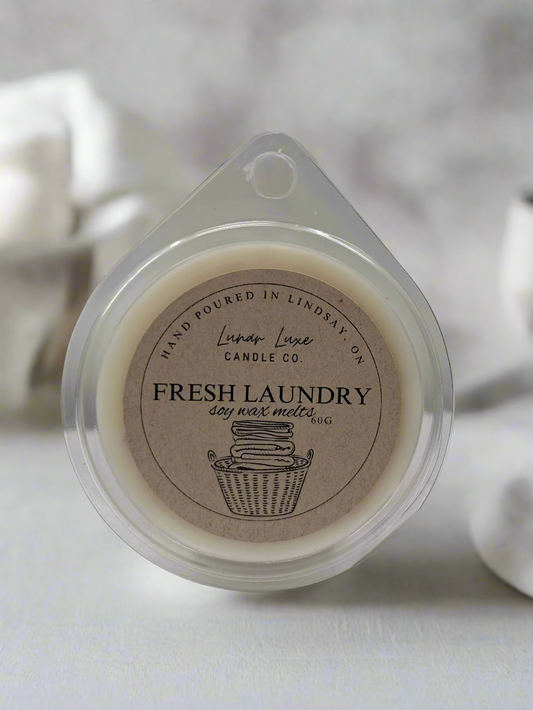 HAND POURED IN LINDSAY, ON
Lunar Luxe
CANDLE CO.
FRESH LAUNDRY
soy wax melts
60G